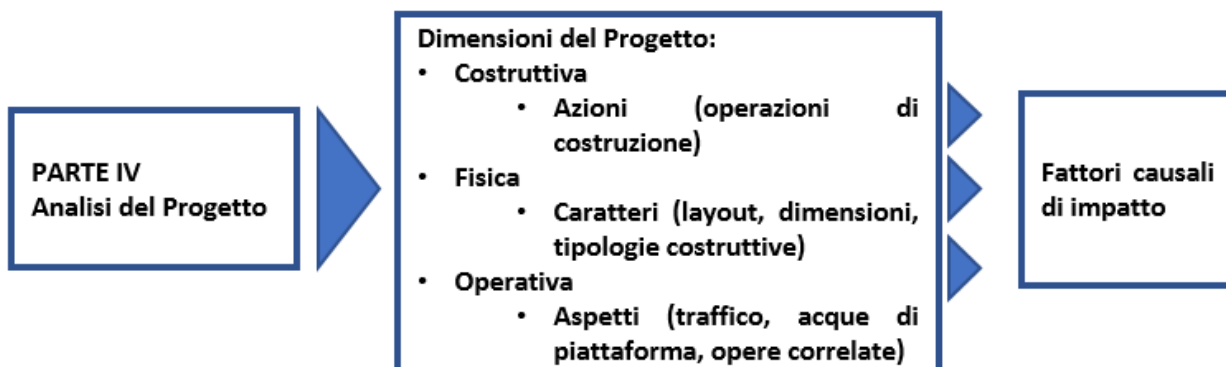 PARTE IV
Analisi del Progetto
Dimensioni del Progetto:
• Costruttiva
• Azioni (operazioni di
costruzione)
• Fisica
• Caratteri (layout, dimensioni,
tipologie costruttive)
• Operativa
• Aspetti (traffico, acque di
piattaforma, opere correlate)
Fattori causali
di impatto